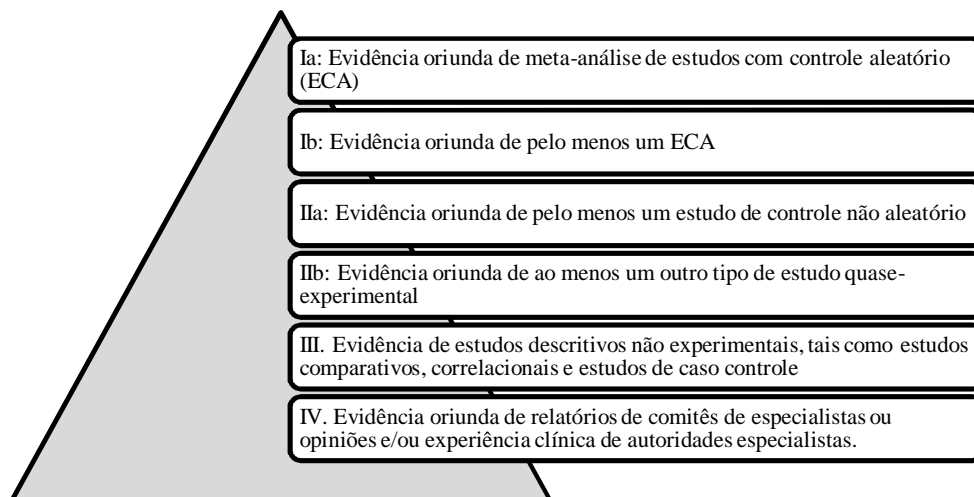 Ia: Evidência oriunda de meta-análise de estudos com controle aleatório
(ECA)
Ib: Evidência oriunda de pelo menos um ECA
IIa: Evidência oriunda de pelo menos um estudo de controle não aleatório
IIb: Evidência oriunda de ao menos um outro tipo de estudo quase-
experimental
III. Evidência de estudos descritivos não experimentais, tais como estudos
comparativos, correlacionais e estudos de caso controle
IV. Evidência oriunda de relatórios de comitês de especialistas ou
opiniões e/ou experiência clínica de autoridades especialistas.